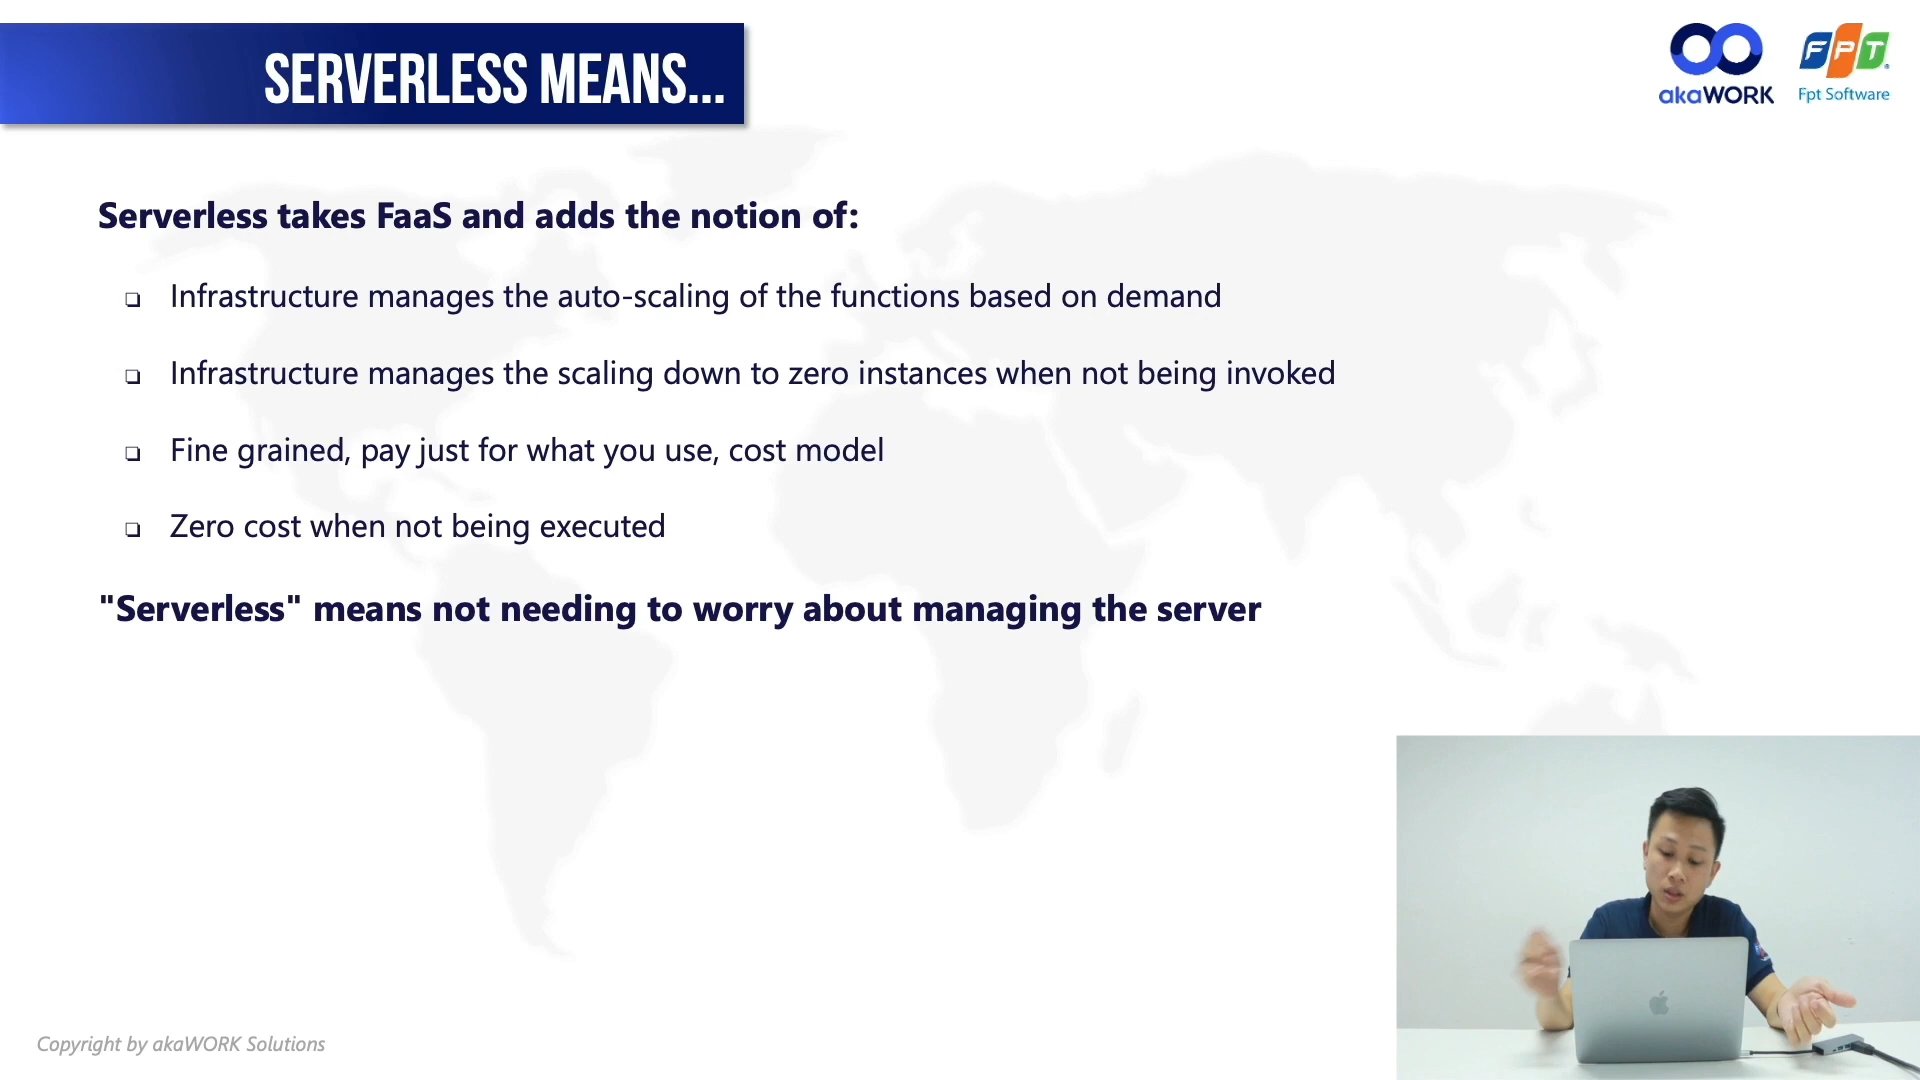 SERVERLESS MEANS...
akaWORK
FPT
Fpt Software
Serverless takes FaaS and adds the notion of:
❏ Infrastructure manages the auto-scaling of the functions based on demand
❏ Infrastructure manages the scaling down to zero instances when not being invoked
❏ Fine grained, pay just for what you use, cost model
❏ Zero cost when not being executed
"Serverless" means not needing to worry about managing the server
Copyright by akaWORK Solutions